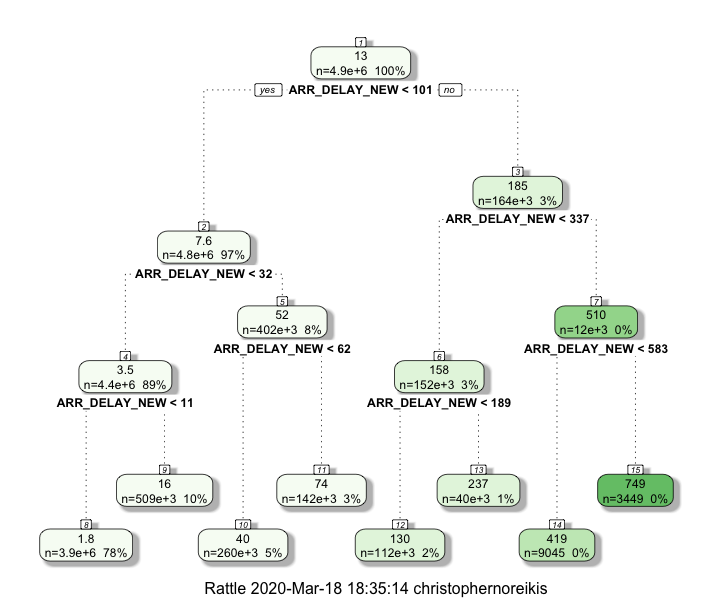 1
13
n=4.9e+6 100%
yes ARR_DELAY_NEW < 101 no
3
185
n=164e+3 3%
ARR_DELAY_NEW < 337
2
7.6
n=4.8e+6 97%
ARR_DELAY_NEW < 32
5
52
n=402e+3 8%
ARR_DELAY_NEW < 62
7
510
n=12e+3 0%
ARR_DELAY_NEW < 583
4
3.5
n=4.4e+6 89%
ARR_DELAY_NEW < 11
6
158
n=152e+3 3%
ARR_DELAY_NEW < 189
9
16
n=509e+3 10%
11
74
n=142e+3 3%
13
237
n=40e+3 1%
15
749
n=3449 0%
8
1.8
n=3.9e+6 78%
10
40
n=260e+3 5%
12
130
n=112e+3 2%
14
419
n=9045 0%
Rattle 2020-Mar-18 18:35:14 christophernoreikis